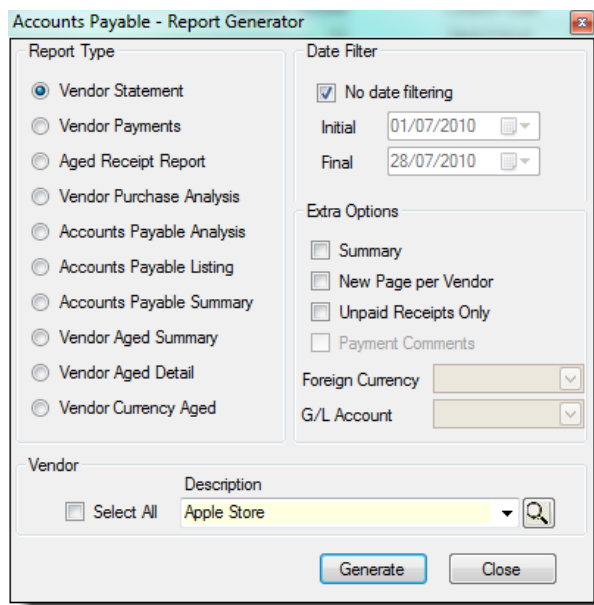 Accounts Payable - Report Generator
Report Type
Vendor Statement
Vendor Payments
Aged Receipt Report
Vendor Purchase Analysis
Accounts Payable Analysis
Accounts Payable Listing
Accounts Payable Summary
Vendor Aged Summary
Vendor Aged Detail
Vendor Currency Aged
Date Filter
No date filtering
Initial 01/07/2010
Final 28/07/2010
Extra Options
Summary
New Page per Vendor
Unpaid Receipts Only
Payment Comments
Foreign Currency
G/L Account
Vendor
Description
Select All Apple Store
Generate Close